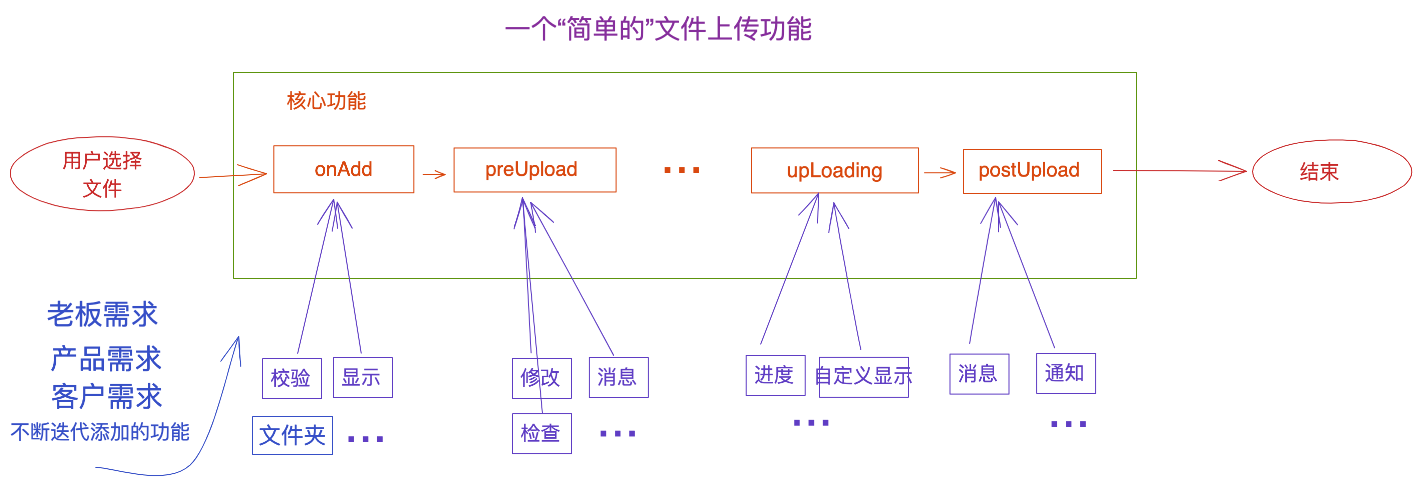 一个“简单的”文件上传功能
核心功能
用户选择
文件
onAdd
preUpload
...
upLoading
postUpload
结束
老板需求
产品需求
客户需求
不断迭代添加的功能
校验
显示
文件夹
...
修改
消息
检查
...
进度
自定义显示
...
消息
通知
...